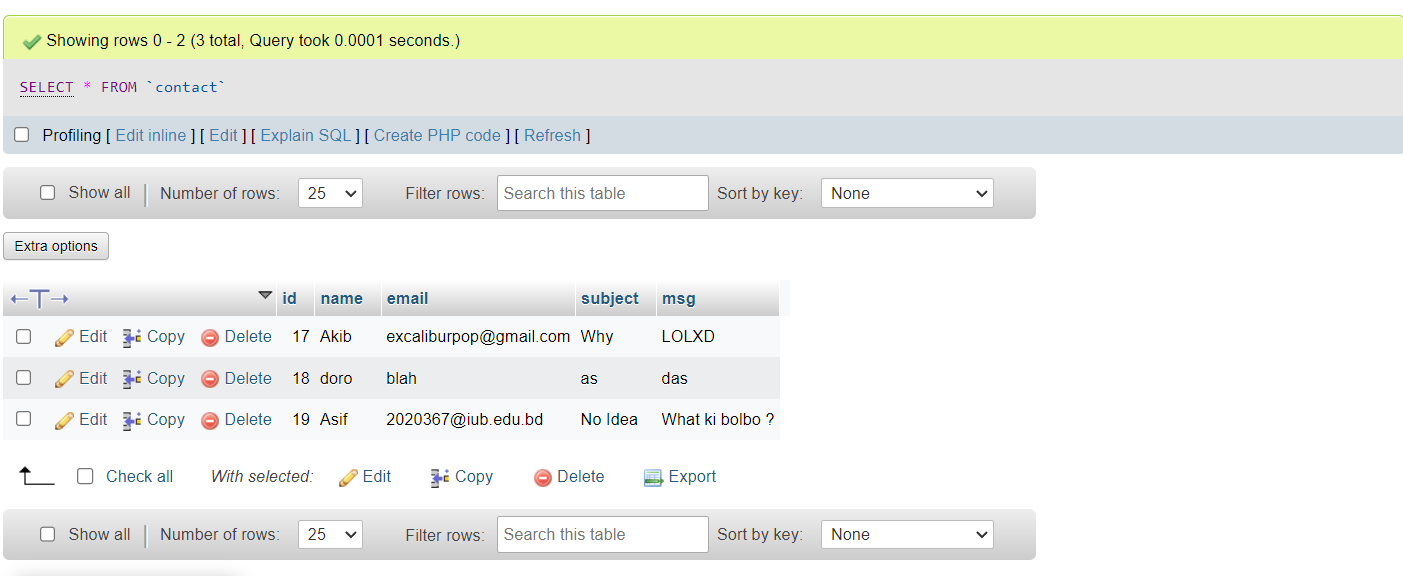 Showing rows 0 - 2 (3 total, Query took 0.0001 seconds.)
SELECT * FROM `contact`
Profiling [ Edit inline ] [ Edit ] [ Explain SQL ] [ Create PHP code ] [ Refresh ]
Show all | Number of rows: 25 Filter rows: Search this table Sort by key: None
Extra options
←T→ id name email subject msg
Edit Copy Delete 17 Akib excaliburpop@gmail.com Why LOLXD
Edit Copy Delete 18 doro blah as das
Edit Copy Delete 19 Asif 2020367@iub.edu.bd No Idea What ki bolbo ?
Check all With selected: Edit Copy Delete Export
Show all | Number of rows: 25 Filter rows: Search this table Sort by key: None